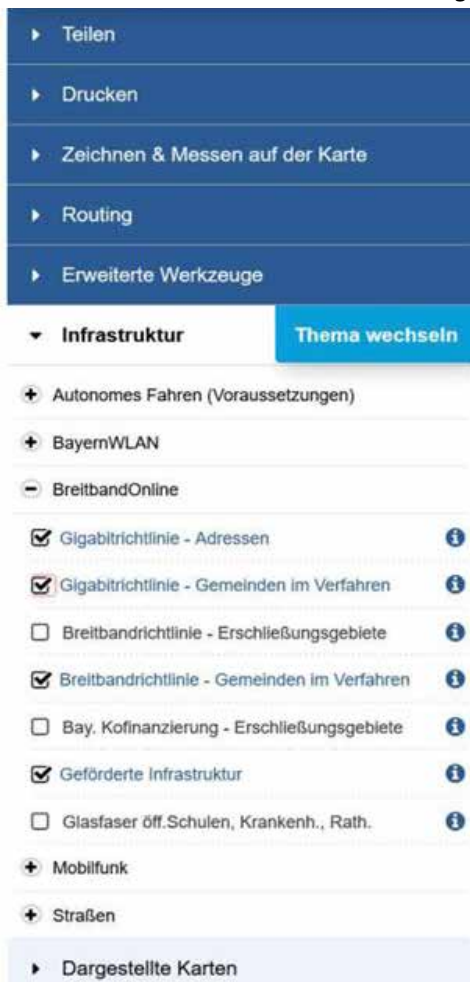 Teilen
Drucken
Zeichnen & Messen auf der Karte
Routing
Erweiterte Werkzeuge
Infrastruktur Thema wechseln
Autonomes Fahren (Voraussetzungen)
BayernWLAN
BreitbandOnline
Gigabitrichtlinie - Adressen
Gigabitrichtlinie - Gemeinden im Verfahren
Breitbandrichtlinie - Erschließungsgebiete
Breitbandrichtlinie - Gemeinden im Verfahren
Bay. Kofinanzierung - Erschließungsgebiete
Geförderte Infrastruktur
Glasfaser öff.Schulen, Krankenh., Rath.
Mobilfunk
Straßen
Dargestellte Karten